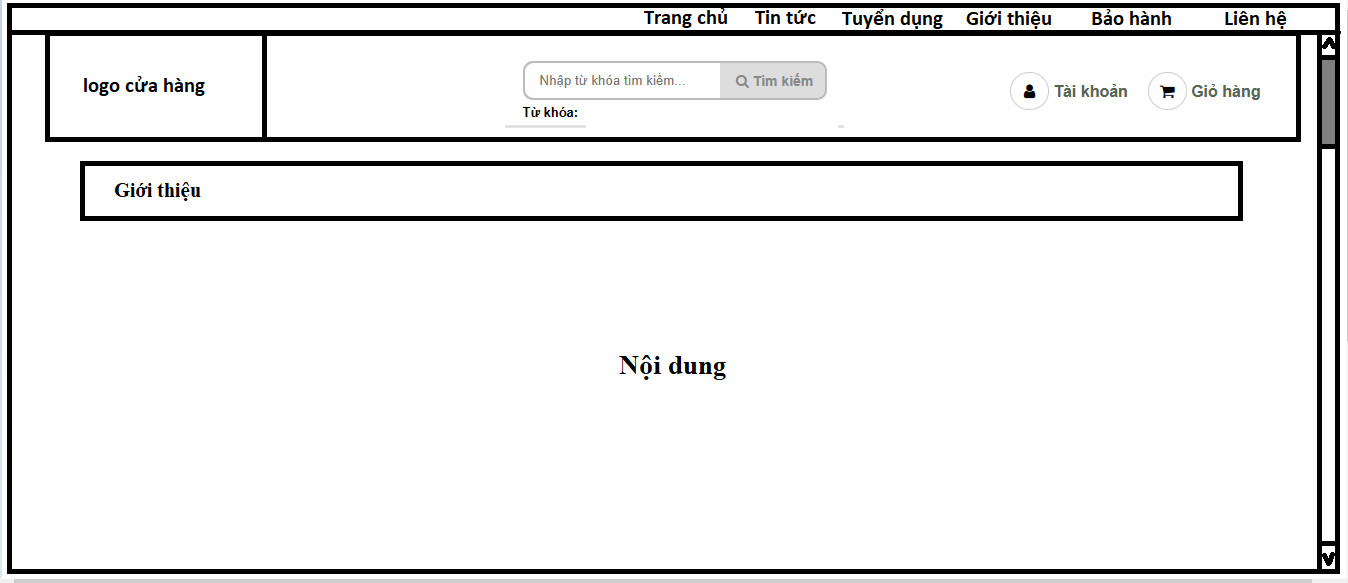 Trang chủ Tin tức Tuyển dụng Giới thiệu Bảo hành Liên hệ
logo cửa hàng
Nhập từ khóa tìm kiếm... Tìm kiếm
Tài khoản Giỏ hàng
Từ khóa:
Giới thiệu
Nội dung